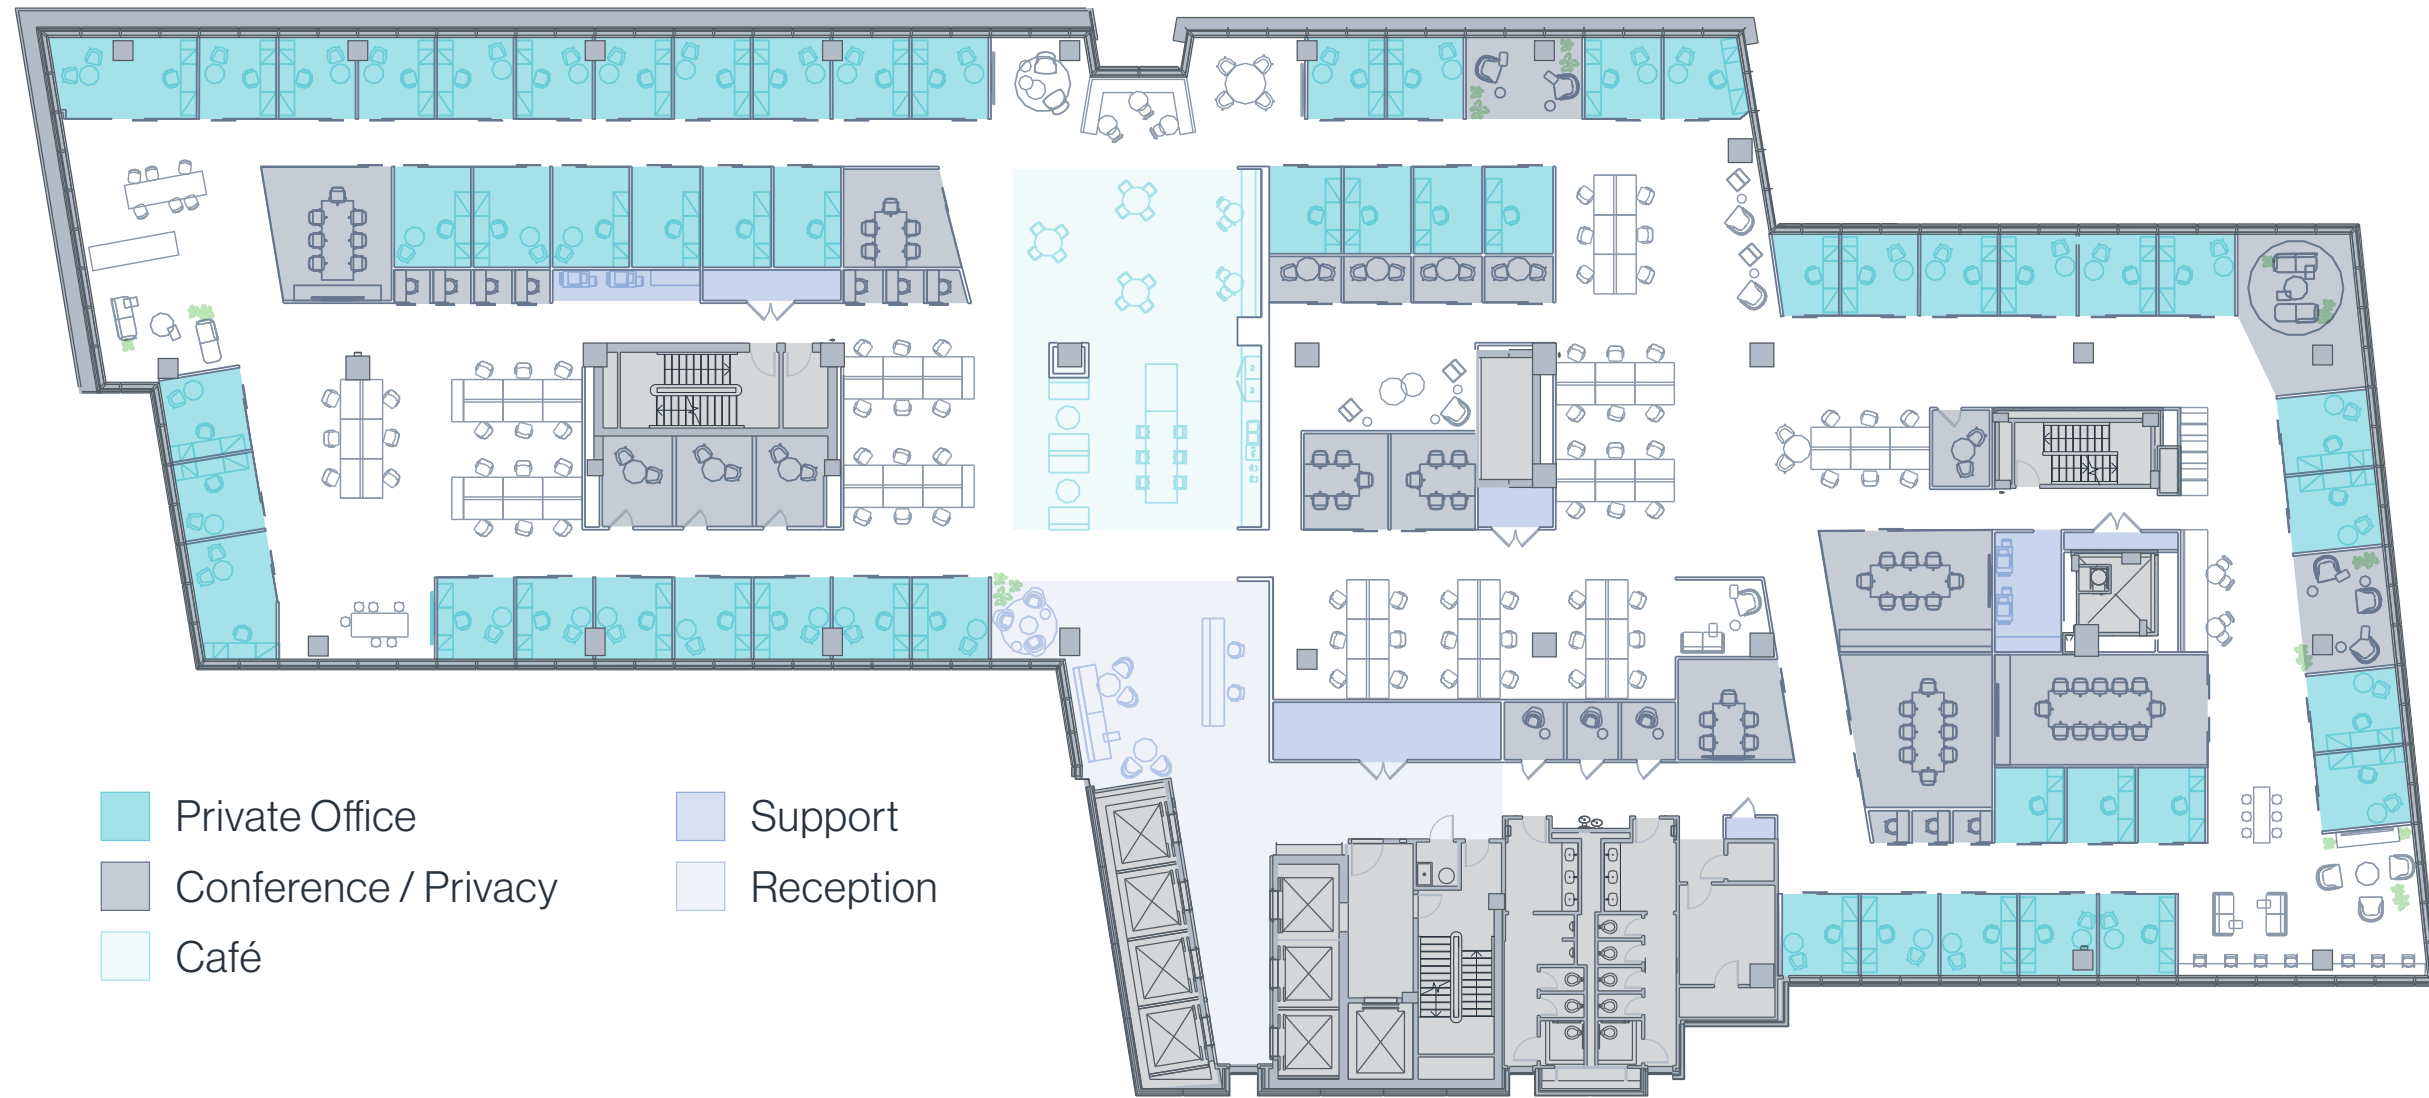 Private Office
Conference / Privacy
Café
Support
Reception